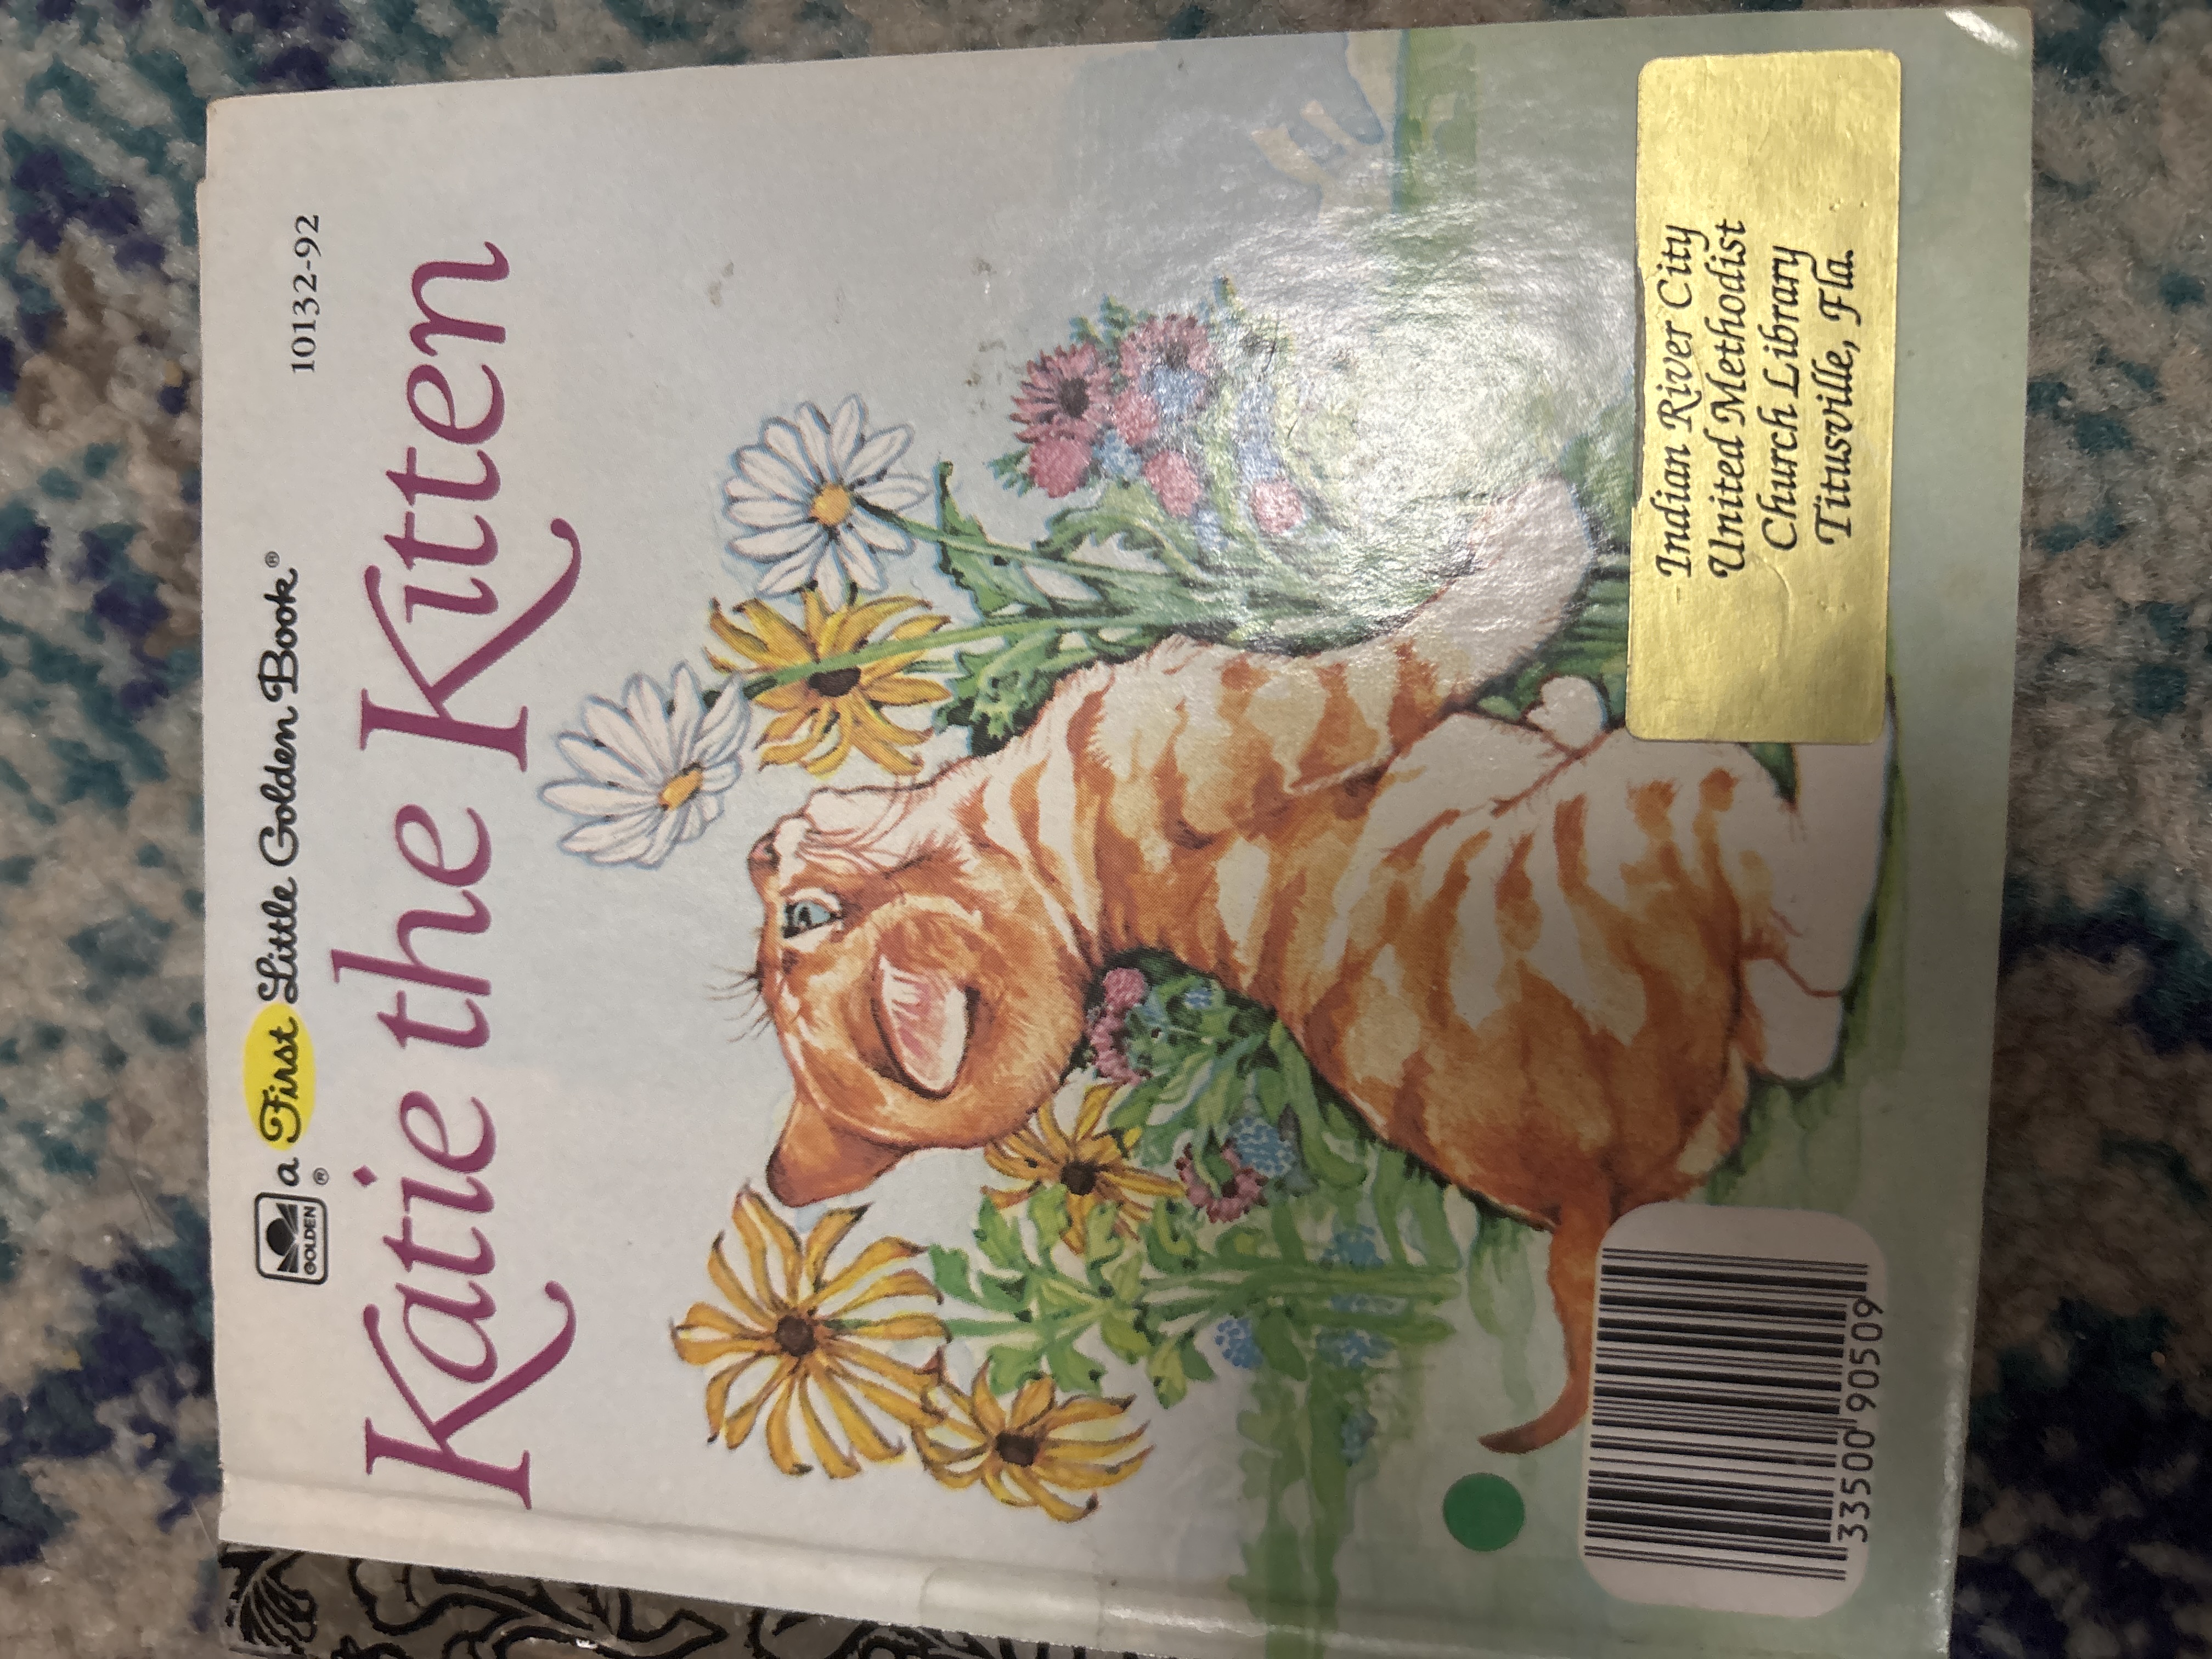 a First Little Golden Book®
GOLDEN®
10132-92
Katie the Kitten
Indian River City
United Methodist
Church Library
Titusville, Fla.
33500 90509